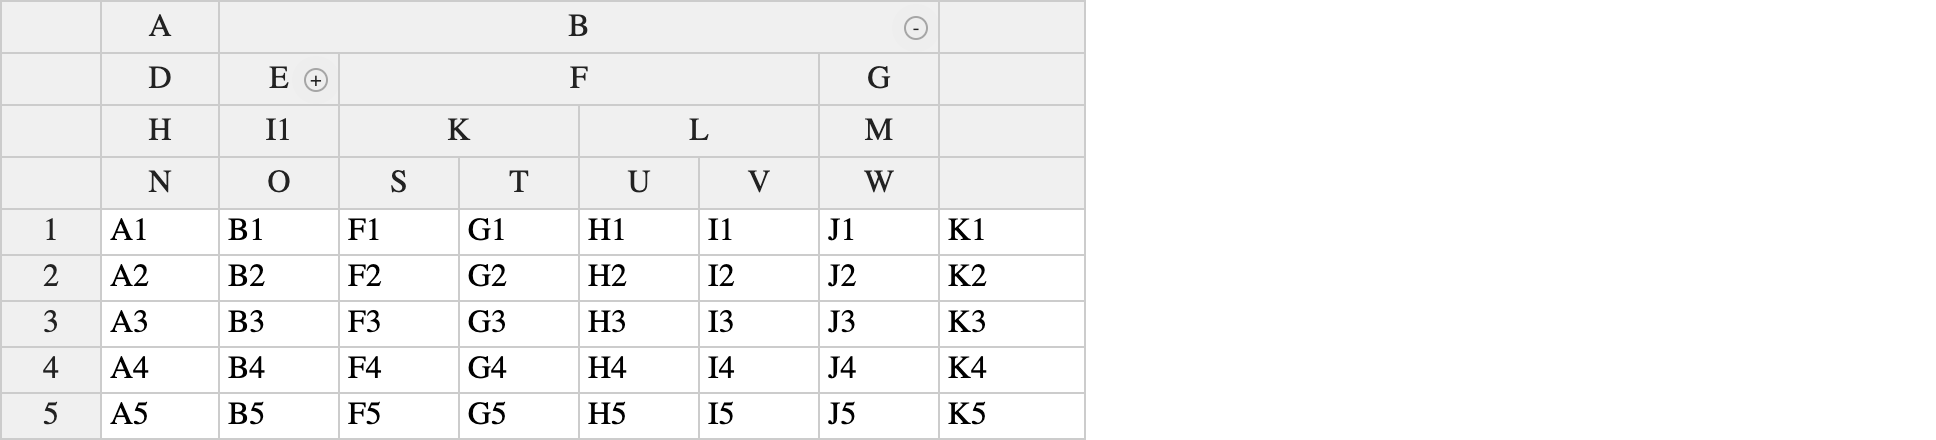 A B -
D E + F G
H I1 K L M
N O S T U V W
1 A1 B1 F1 G1 H1 I1 J1 K1
2 A2 B2 F2 G2 H2 I2 J2 K2
3 A3 B3 F3 G3 H3 I3 J3 K3
4 A4 B4 F4 G4 H4 I4 J4 K4
5 A5 B5 F5 G5 H5 I5 J5 K5